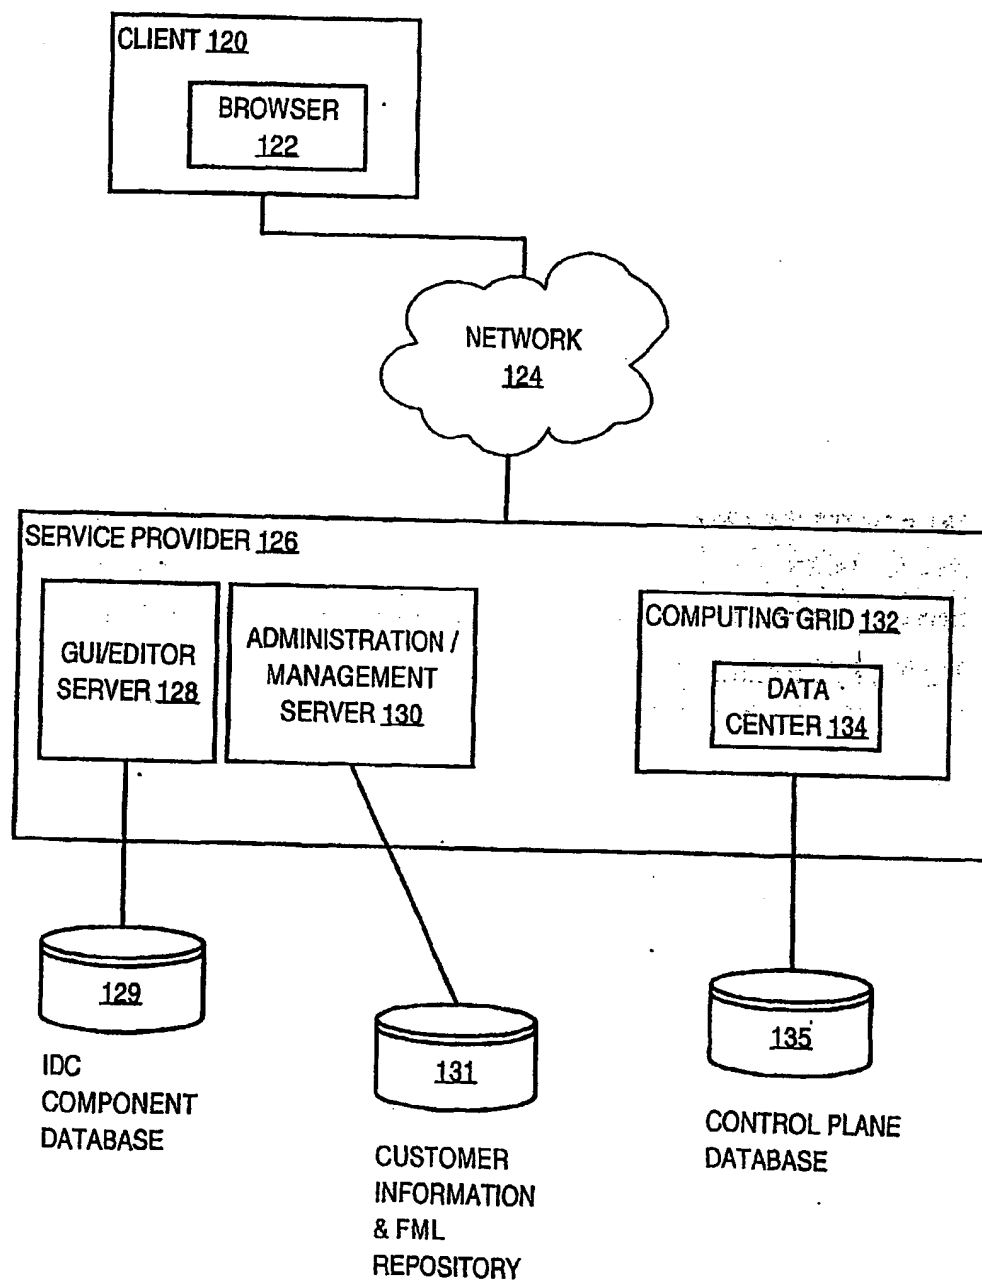 CLIENT 120
BROWSER
122
NETWORK
124
SERVICE PROVIDER 126
GUI/EDITOR
SERVER 128
ADMINISTRATION /
MANAGEMENT
SERVER 130
COMPUTING GRID 132
DATA
CENTER 134
129
IDC
COMPONENT
DATABASE
131
CUSTOMER
INFORMATION
& FML
REPOSITORY
135
CONTROL PLANE
DATABASE